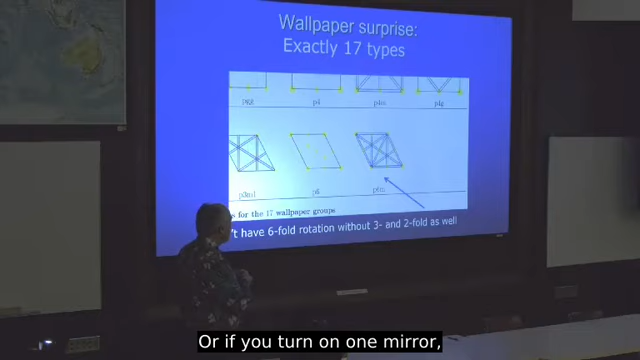 Wallpaper surprise:
Exactly 17 types
pgg p4 p4m p4g
p3m1 p6 p6m
s for the 17 wallpaper groups
't have 6-fold rotation without 3- and 2-fold as well
Or if you turn on one mirror,